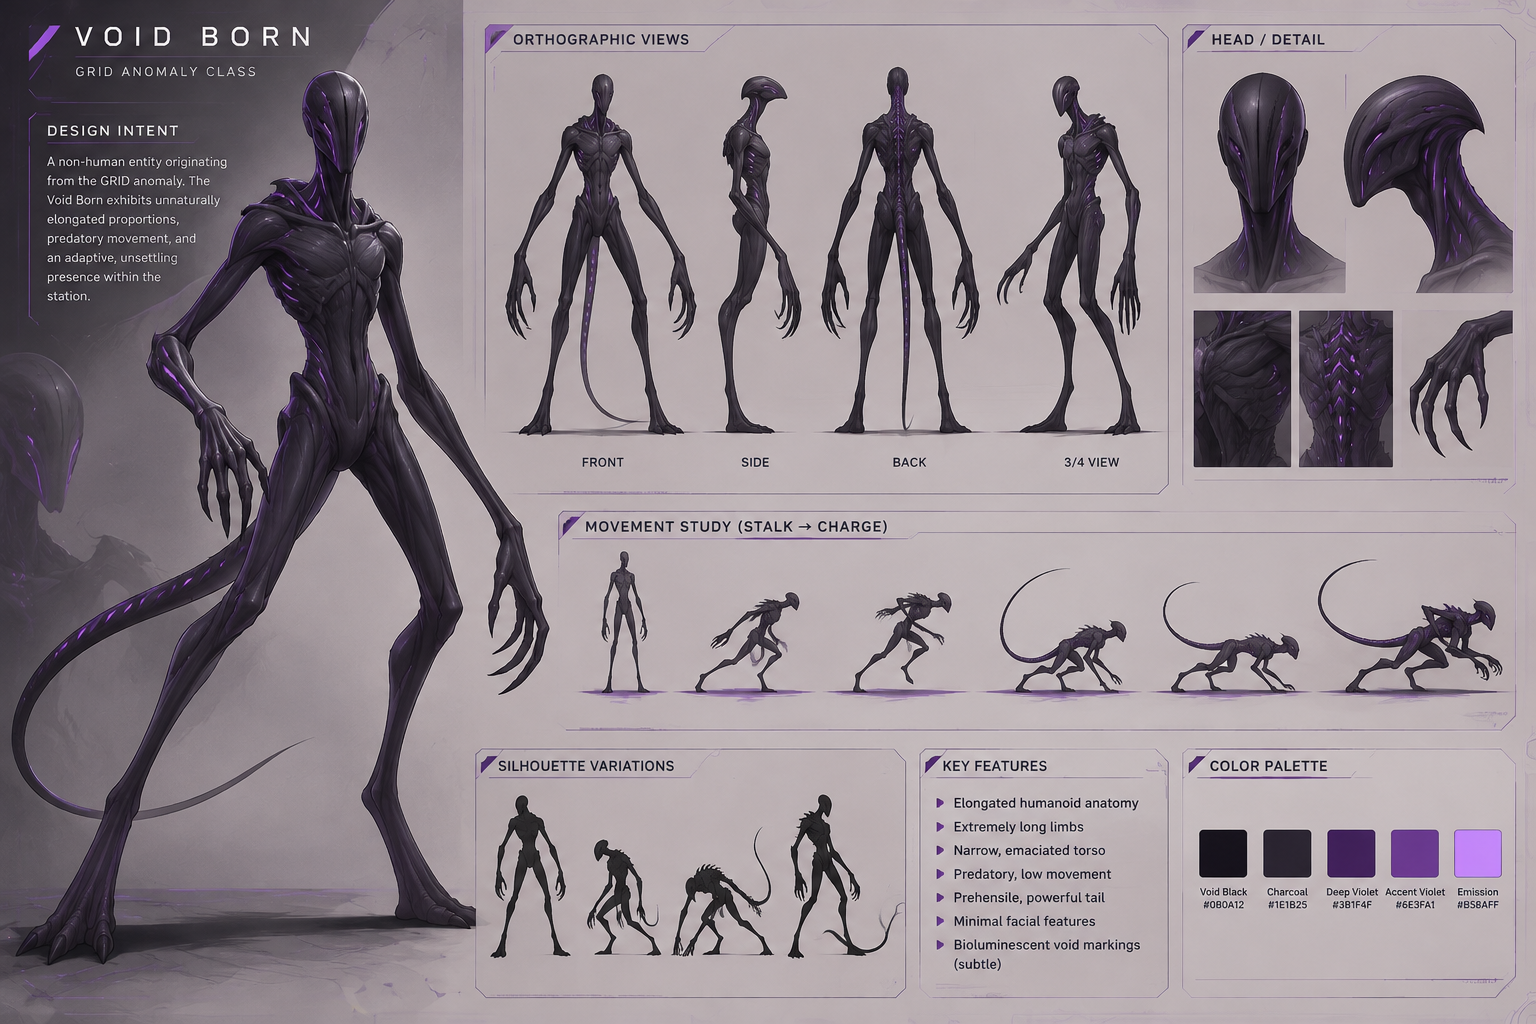 VOID BORN
GRID ANOMALY CLASS
DESIGN INTENT
A non-human entity originating
from the GRID anomaly. The
Void Born exhibits unnaturally
elongated proportions,
predatory movement, and
an adaptive, unsettling
presence within the
station.
ORTHOGRAPHIC VIEWS
FRONT
SIDE
BACK
3/4 VIEW
HEAD / DETAIL
MOVEMENT STUDY (STALK → CHARGE)
SILHOUETTE VARIATIONS
KEY FEATURES
Elongated humanoid anatomy
Extremely long limbs
Narrow, emaciated torso
Predatory, low movement
Prehensile, powerful tail
Minimal facial features
Bioluminescent void markings
(subtle)
COLOR PALETTE
Void Black
#0B0A12
Charcoal
#1E1B25
Deep Violet
#3B1F4F
Accent Violet
#6E3FA1
Emission
#B58AFF